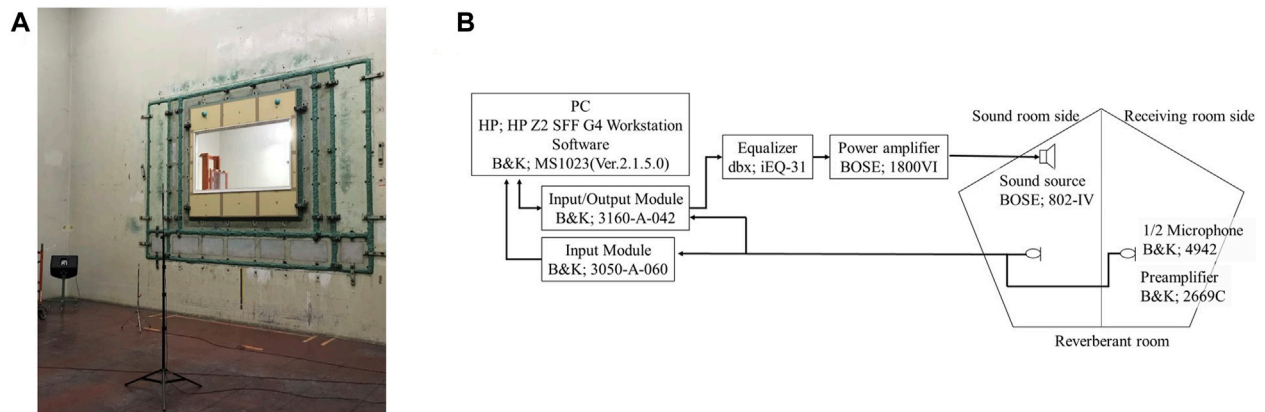 A
B
PC
HP; HP Z2 SFF G4 Workstation
Software
B&K; MS1023(Ver.2.1.5.0)
Input/Output Module
B&K; 3160-A-042
Input Module
B&K; 3050-A-060
Equalizer
dbx; iEQ-31
Power amplifier
BOSE; 1800VI
Sound room side
Receiving room side
Sound source
BOSE; 802-IV
1/2 Microphone
B&K; 4942
Preamplifier
B&K; 2669C
Reverberant room